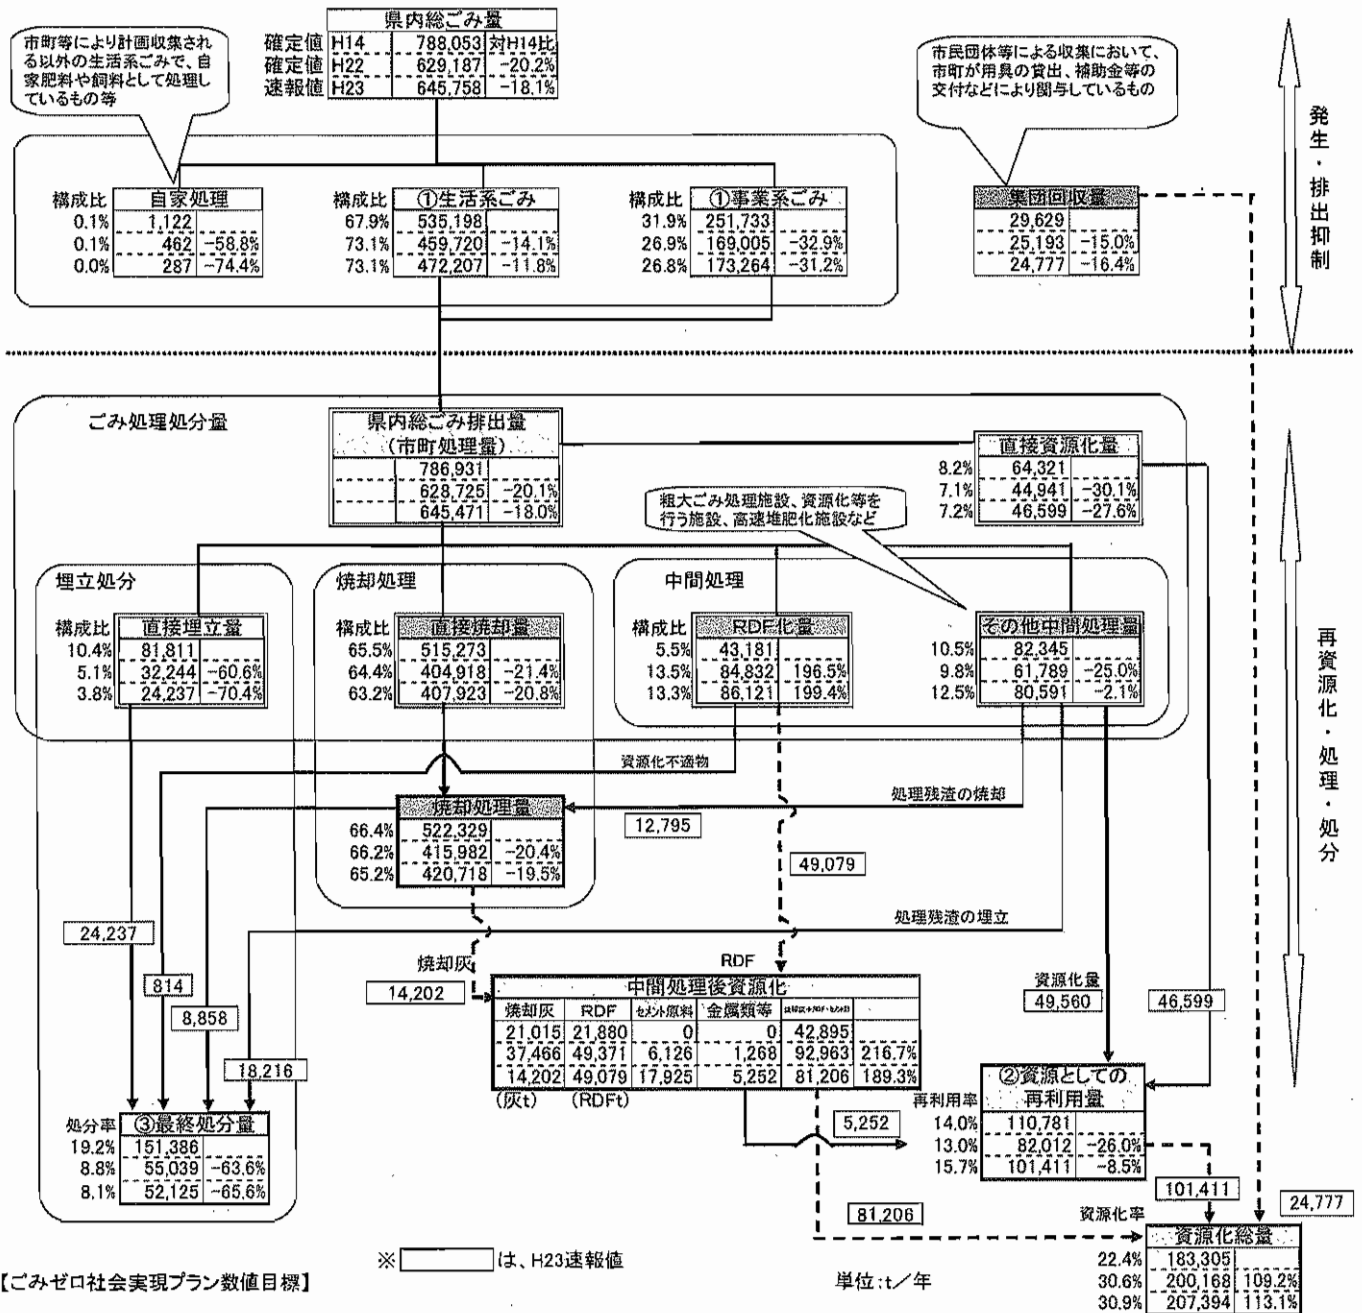 県内総ごみ量
確定値 H14 788,053 対H14比
確定値 H22 629,187 -20.2%
速報値 H23 645,758 -18.1%
市町等により計画収集され
る以外の生活系ごみで、自
家肥料や飼料として処理し
ているもの等
市民団体等による収集において、
市町が用具の貸出、補助金等の
交付などにより関与しているもの
発生・排出抑制
構成比 自家処理
0.1% 1,122
0.1% 462 -58.8%
0.0% 287 -74.4%
構成比 ①生活系ごみ
67.9% 535,198
73.1% 459,720 -14.1%
73.1% 472,207 -11.8%
構成比 ①事業系ごみ
31.9% 251,733
26.9% 169,005 -32.9%
26.8% 173,264 -31.2%
集団回収量
29,629
25,193 -15.0%
24,777 -16.4%
ごみ処理処分量
県内総ごみ排出量
(市町処理量)
786,931
628,725 -20.1%
645,471 -18.0%
直接資源化量
8.2% 64,321
7.1% 44,941 -30.1%
7.2% 46,599 -27.6%
粗大ごみ処理施設、資源化等を
行う施設、高速堆肥化施設など
再資源化・処理・処分
埋立処分
構成比 直接埋立量
10.4% 81,811
5.1% 32,244 -60.6%
3.8% 24,237 -70.4%
焼却処理
構成比 直接焼却量
65.5% 515,273
64.4% 404,918 -21.4%
63.2% 407,923 -20.8%
中間処理
構成比 RDF化量
5.5% 43,181
13.5% 84,832 196.5%
13.3% 86,121 199.4%
その他中間処理量
10.5% 82,345
9.8% 61,789 -25.0%
12.5% 80,591 -2.1%
資源化不適物
焼却処理量
66.4% 522,329
66.2% 415,982 -20.4%
65.2% 420,718 -19.5%
処理残渣の焼却
12,795
49,079
処理残渣の埋立
24,237
814
8,858
18,216
焼却灰
14,202
RDF
資源化量
49,560
46,599
中間処理後資源化
焼却灰 RDF セメント原料 金属類等
21,015 21,880 0 0 42,895
37,466 49,371 6,126 1,268 92,963 216.7%
14,202 49,079 17,925 5,252 81,206 189.3%
(灰t) (RDFt)
②資源としての
再利用量
再利用率
14.0% 110,781
13.0% 82,012 -26.0%
15.7% 101,411 -8.5%
5,252
処分率 ③最終処分量
19.2% 151,386
8.8% 55,039 -63.6%
8.1% 52,125 -65.6%
101,411
24,777
81,206
資源化率
資源化総量
22.4% 183,305
30.6% 200,168 109.2%
30.9% 207,394 113.1%
※ は、H23速報値
単位:t/年
【ごみゼロ社会実現プラン数値目標】